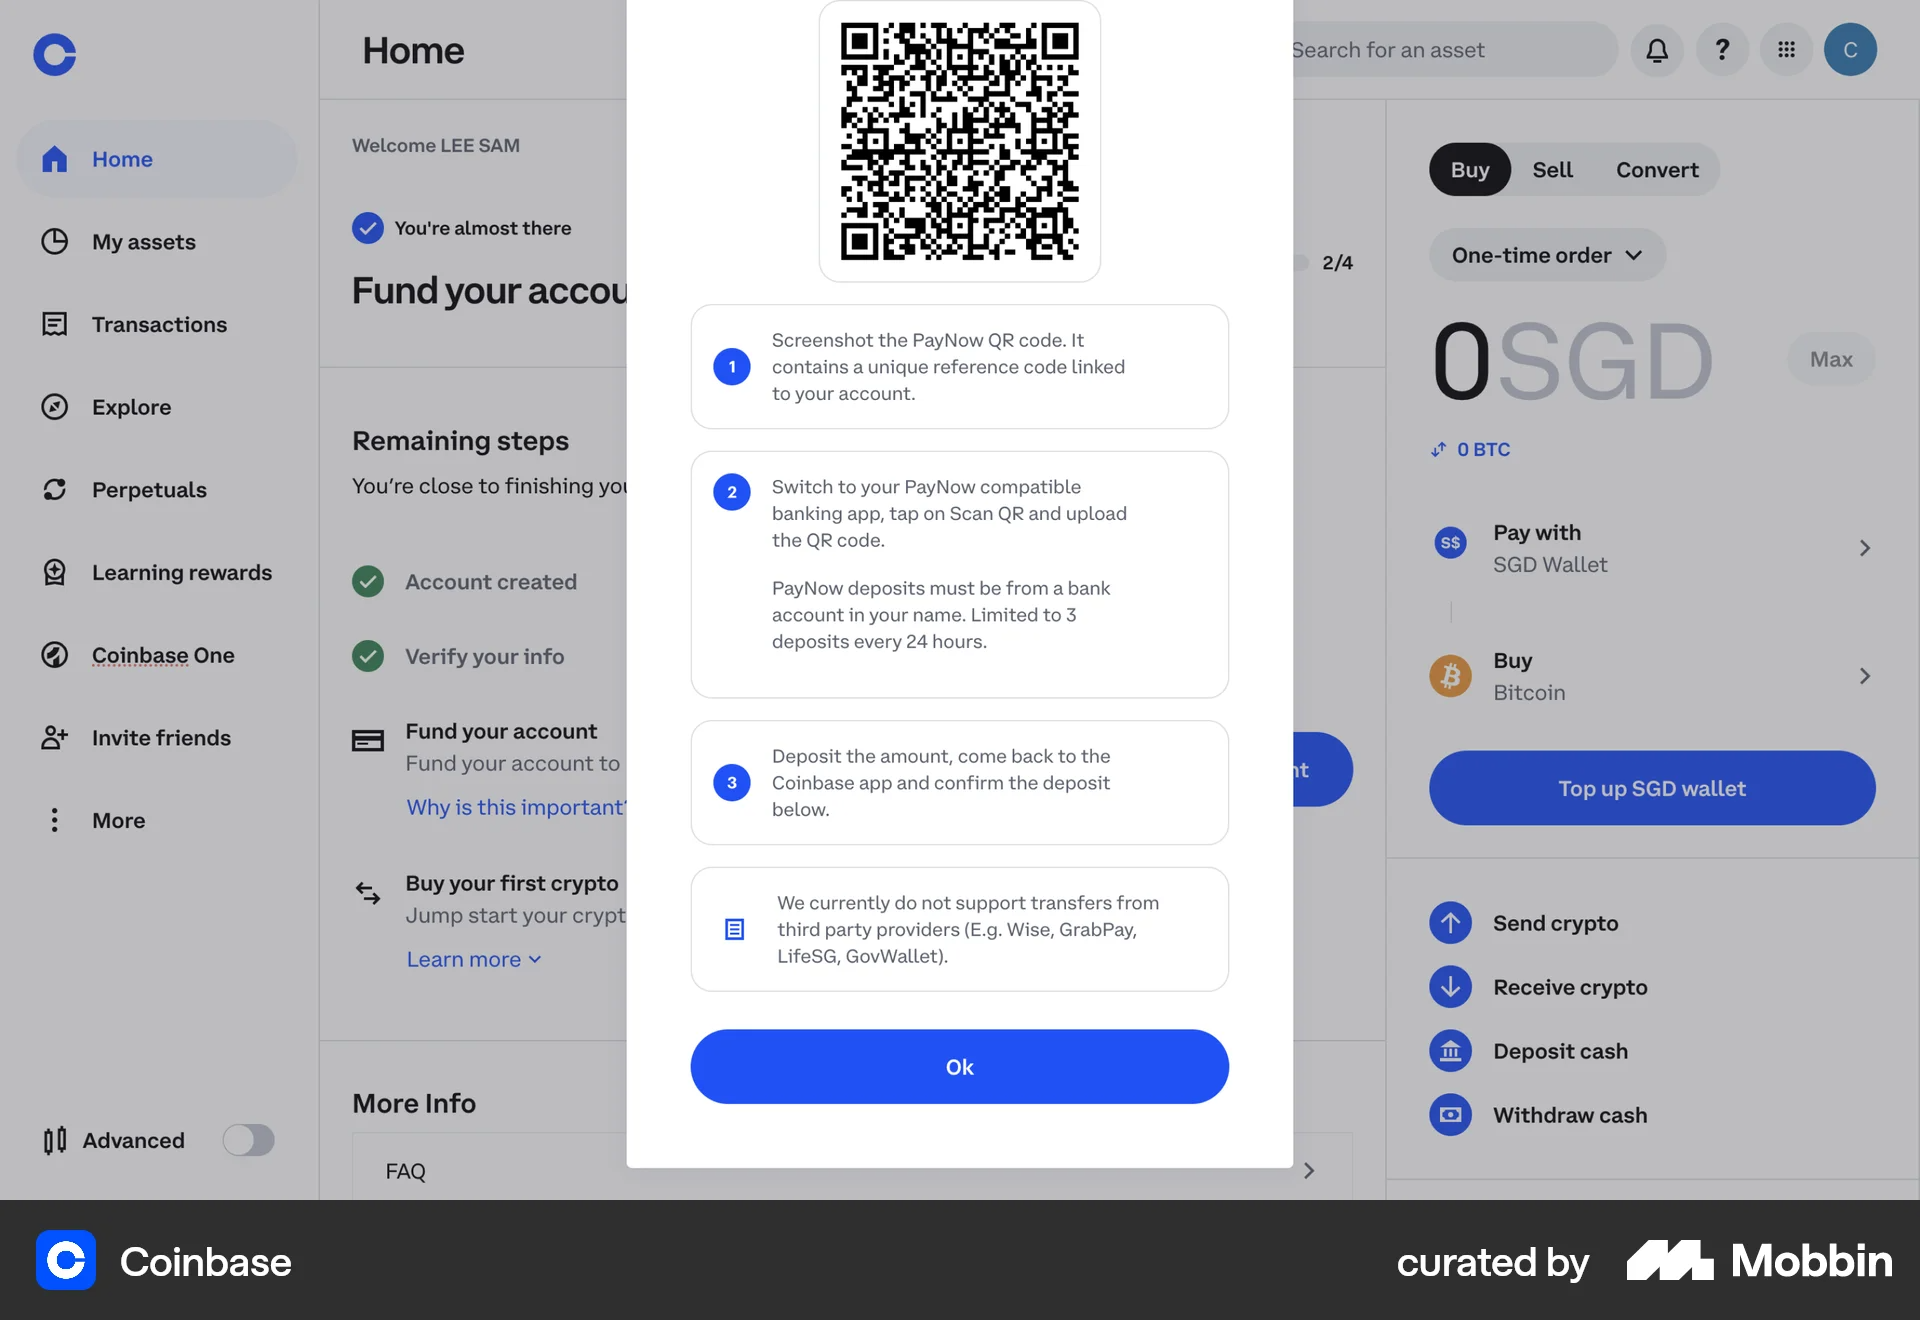 Home
Search for an asset
?
C
Home
My assets
Transactions
Explore
Perpetuals
Learning rewards
Coinbase One
Invite friends
More
Advanced
Welcome LEE SAM
You're almost there
Fund your accou
2/4
Remaining steps
You're close to finishing you
Account created
Verify your info
Fund your account
Fund your account to
Why is this important?
Buy your first crypto
Jump start your crypt
Learn more
More Info
FAQ
1
Screenshot the PayNow QR code. It
contains a unique reference code linked
to your account.
2
Switch to your PayNow compatible
banking app, tap on Scan QR and upload
the QR code.
PayNow deposits must be from a bank
account in your name. Limited to 3
deposits every 24 hours.
3
Deposit the amount, come back to the
Coinbase app and confirm the deposit
below.
We currently do not support transfers from
third party providers (E.g. Wise, GrabPay,
LifeSG, GovWallet).
Ok
nt
Buy Sell Convert
One-time order
0SGD
Max
0 BTC
S$
Pay with
SGD Wallet
Buy
Bitcoin
Top up SGD wallet
Send crypto
Receive crypto
Deposit cash
Withdraw cash
Coinbase
curated by Mobbin